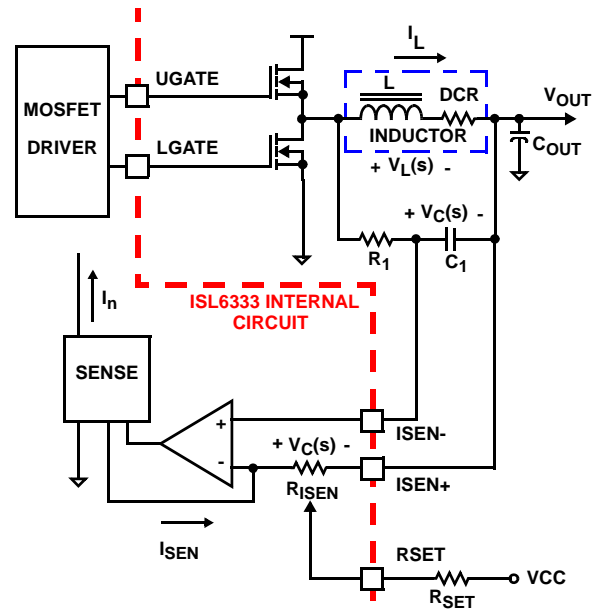 I_L
UGATE
L
DCR
V_OUT
MOSFET
DRIVER
LGATE
INDUCTOR
C_OUT
+ V_L(s) -
+ V_C(s) -
R_1
C_1
I_n
ISL6333 INTERNAL
CIRCUIT
SENSE
+
ISEN-
+ V_C(s) -
-
R_ISEN
ISEN+
I_SEN
RSET
VCC
R_SET